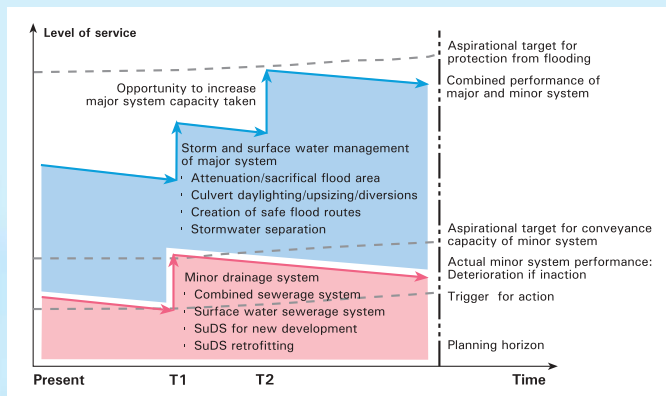 Level of service
Aspirational target for
protection from flooding
Combined performance of
major and minor system
Opportunity to increase
major system capacity taken
Storm and surface water management
of major system
· Attenuation/sacrifical flood area
· Culvert daylighting/upsizing/diversions
· Creation of safe flood routes
· Stormwater separation
Aspirational target for conveyance
capacity of minor system
Actual minor system performance:
Deterioration if inaction
Trigger for action
Minor drainage system
· Combined sewerage system
· Surface water sewerage system
· SuDS for new development
· SuDS retrofitting
Planning horizon
Present
T1
T2
Time